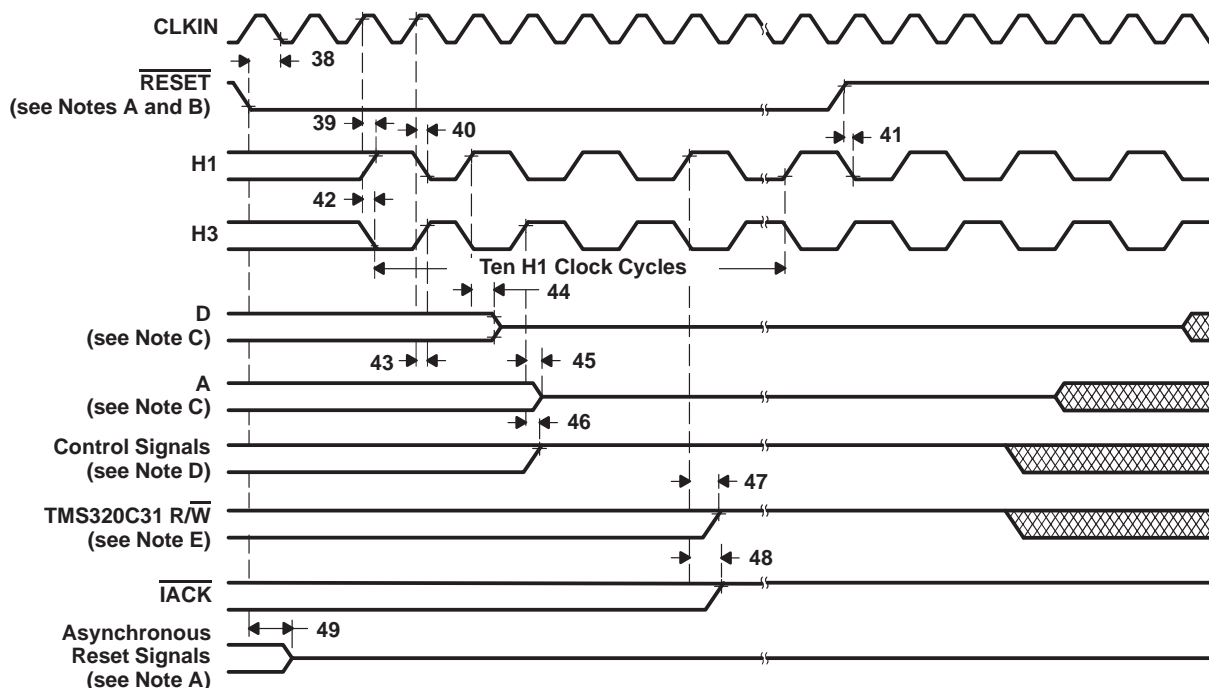 CLKIN
38
RESET
(see Notes A and B)
39
40
41
H1
42
H3
Ten H1 Clock Cycles
44
D
(see Note C)
43
45
A
(see Note C)
46
Control Signals
(see Note D)
47
TMS320C31 R/W
(see Note E)
48
IACK
49
Asynchronous
Reset Signals
(see Note A)